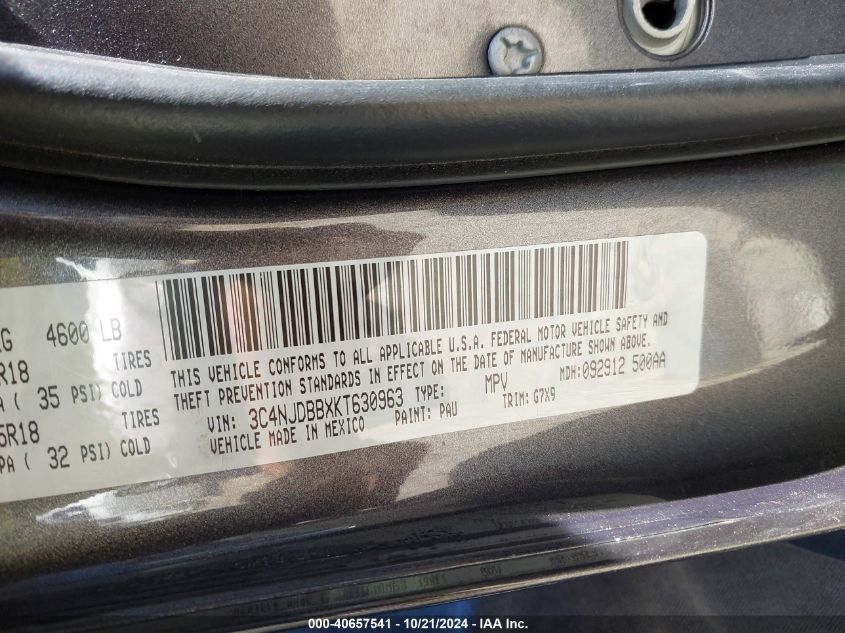 KG 4600 LB
5R18 TIRES
PA ( 35 PSI) COLD
5R18 TIRES
PA ( 32 PSI) COLD
THIS VEHICLE CONFORMS TO ALL APPLICABLE U.S.A. FEDERAL MOTOR VEHICLE SAFETY AND
THEFT PREVENTION STANDARDS IN EFFECT ON THE DATE OF MANUFACTURE SHOWN ABOVE.
VIN: 3C4NJDBBXKT630963 TYPE: MPV MDH:092912 500AA
VEHICLE MADE IN MEXICO PAINT: PAU TRIM: G7X9
000-40657541 - 10/21/2024 - IAA Inc.